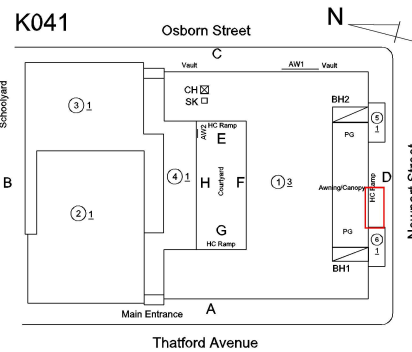 K041
Osborn Street
N
C
Vault
AW1
Vault
CH
SK
BH2
Schoolyard
3 1
AW2
HC Ramp
E
PG
5
1
B
H
Courtyard
F
4 1
1 3
Awning/Canopy
HC Ramp
D
Newport Street
2 1
G
HC Ramp
PG
6
1
BH1
Main Entrance
A
Thatford Avenue